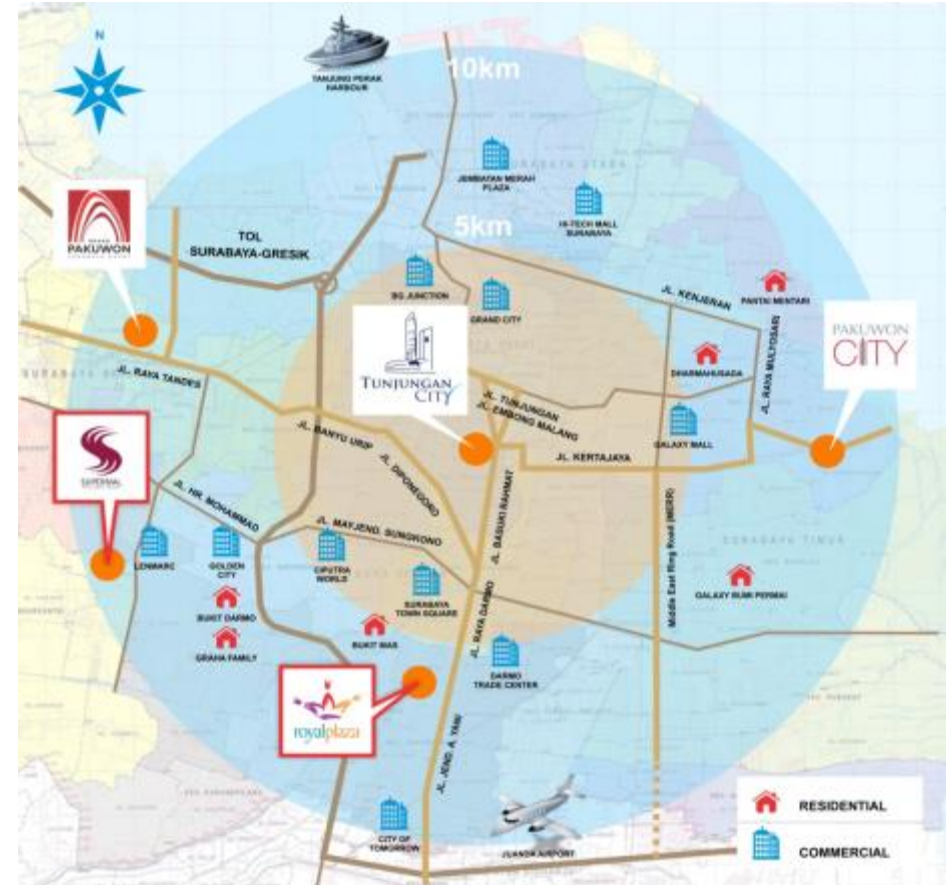 N
10km
TANJUNG PERAK
HARBOUR
JEMBATAN MERAH
PLAZA
HI-TECH MALL
SURABAYA
PAKUWON
TOL
SURABAYA-GRESIK
5km
BG JUNCTION
GRAND CITY
JL. KENJERAN
PANTAI MENTARI
TUNJUNGAN
CITY
PAKUWON
CITY
DHARMAHUSADA
JL. RAYA MULYOSARI
JL. RAYA TANDES
JL. TUNJUNGAN
JL. EMBONG MALANG
GALAXY MALL
JL. BANYU URIP
JL. DIPONEGORO
JL. KERTAJAYA
SUPERMAL
JL. HR. MOHAMMAD
JL. MAYJEND. SUNGKONO
JL. BASUKI RAHMAT
Middle East Ring Road (MERR)
SURABAYA TIMUR
LENMARC
GOLDEN
CITY
CIPUTRA
WORLD
SURABAYA
TOWN SQUARE
GALAXY BUMI PERMAI
BUKIT DARMO
GRAHA FAMILY
BUKIT MAS
JL. RAYA DARMO
DARMO
TRADE CENTER
royalplaza
JL. JEND. A. YANI
CITY OF
TOMORROW
JUANDA AIRPORT
RESIDENTIAL
COMMERCIAL